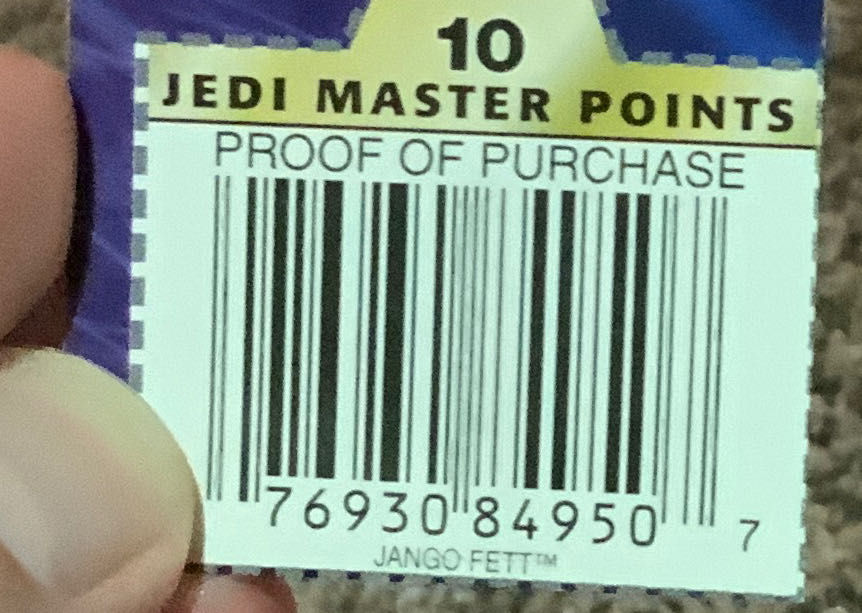 10
JEDI MASTER POINTS
PROOF OF PURCHASE
76930 84950 7
JANGO FETT™